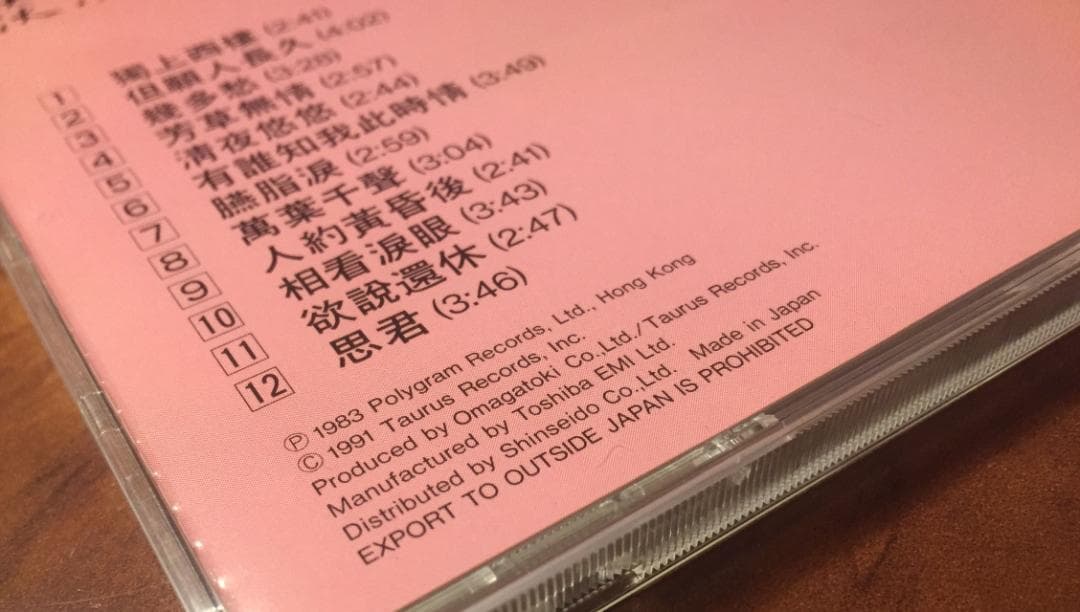 1 獨上西樓 (2:41)
2 但願人長久 (4:02)
3 幾多愁 (3:28)
4 芳草無情 (2:57)
5 清夜悠悠 (2:44)
6 有誰知我此時情 (3:49)
7 臙脂淚 (2:59)
8 萬葉千聲 (3:04)
9 人約黃昏後 (2:41)
10 相看淚眼 (3:43)
11 欲說還休 (2:47)
12 思君 (3:46)
Ⓟ 1983 Polygram Records, Ltd., Hong Kong
© 1991 Taurus Records, Inc.
Produced by Omagatoki Co.,Ltd./Taurus Records, Inc.
Manufactured by Toshiba EMI Ltd.
Distributed by Shinseido Co.,Ltd. Made in Japan
EXPORT TO OUTSIDE JAPAN IS PROHIBITED